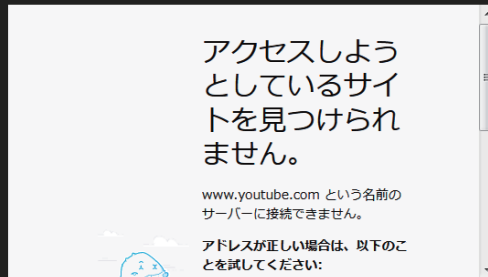 アクセスしよう
としているサイ
トを見つけられ
ません。
www.youtube.com という名前の
サーバーに接続できません。
アドレスが正しい場合は、以下のこ
とを試してください: